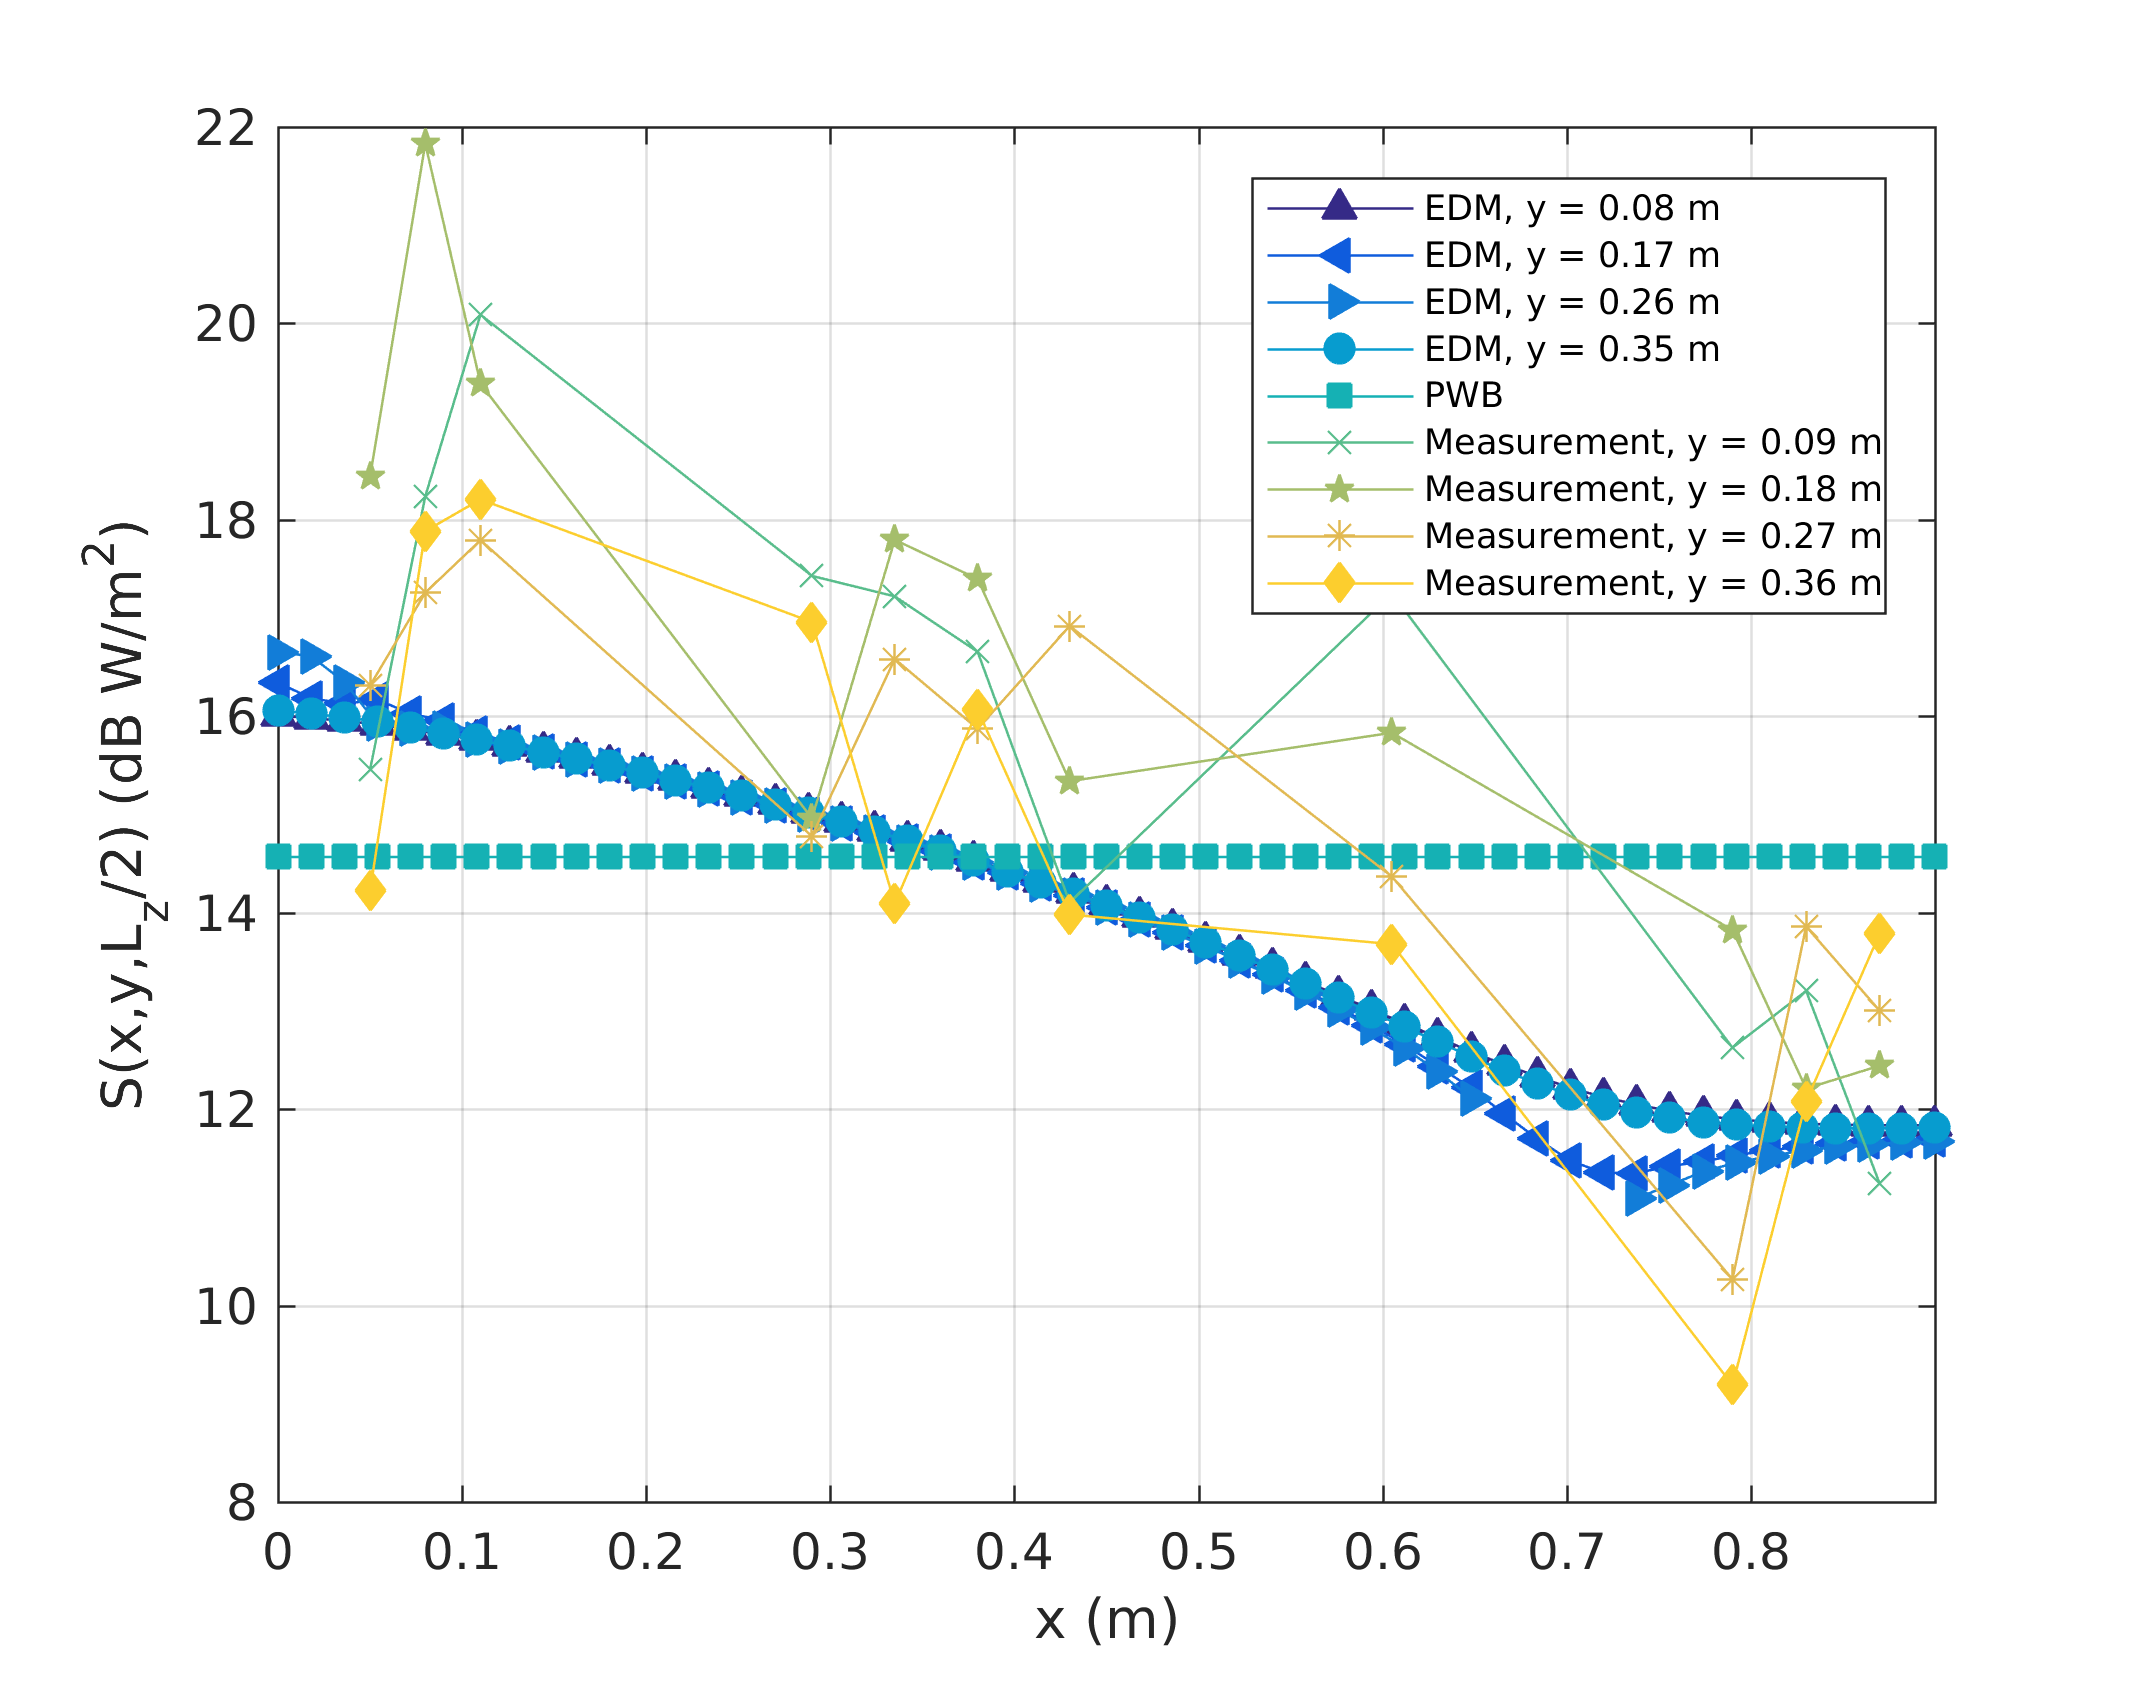 22
20
18
16
14
12
10
8
S(x,y,L_z/2) (dB W/m^2)
EDM, y = 0.08 m
EDM, y = 0.17 m
EDM, y = 0.26 m
EDM, y = 0.35 m
PWB
Measurement, y = 0.09 m
Measurement, y = 0.18 m
Measurement, y = 0.27 m
Measurement, y = 0.36 m
0 0.1 0.2 0.3 0.4 0.5 0.6 0.7 0.8
x (m)